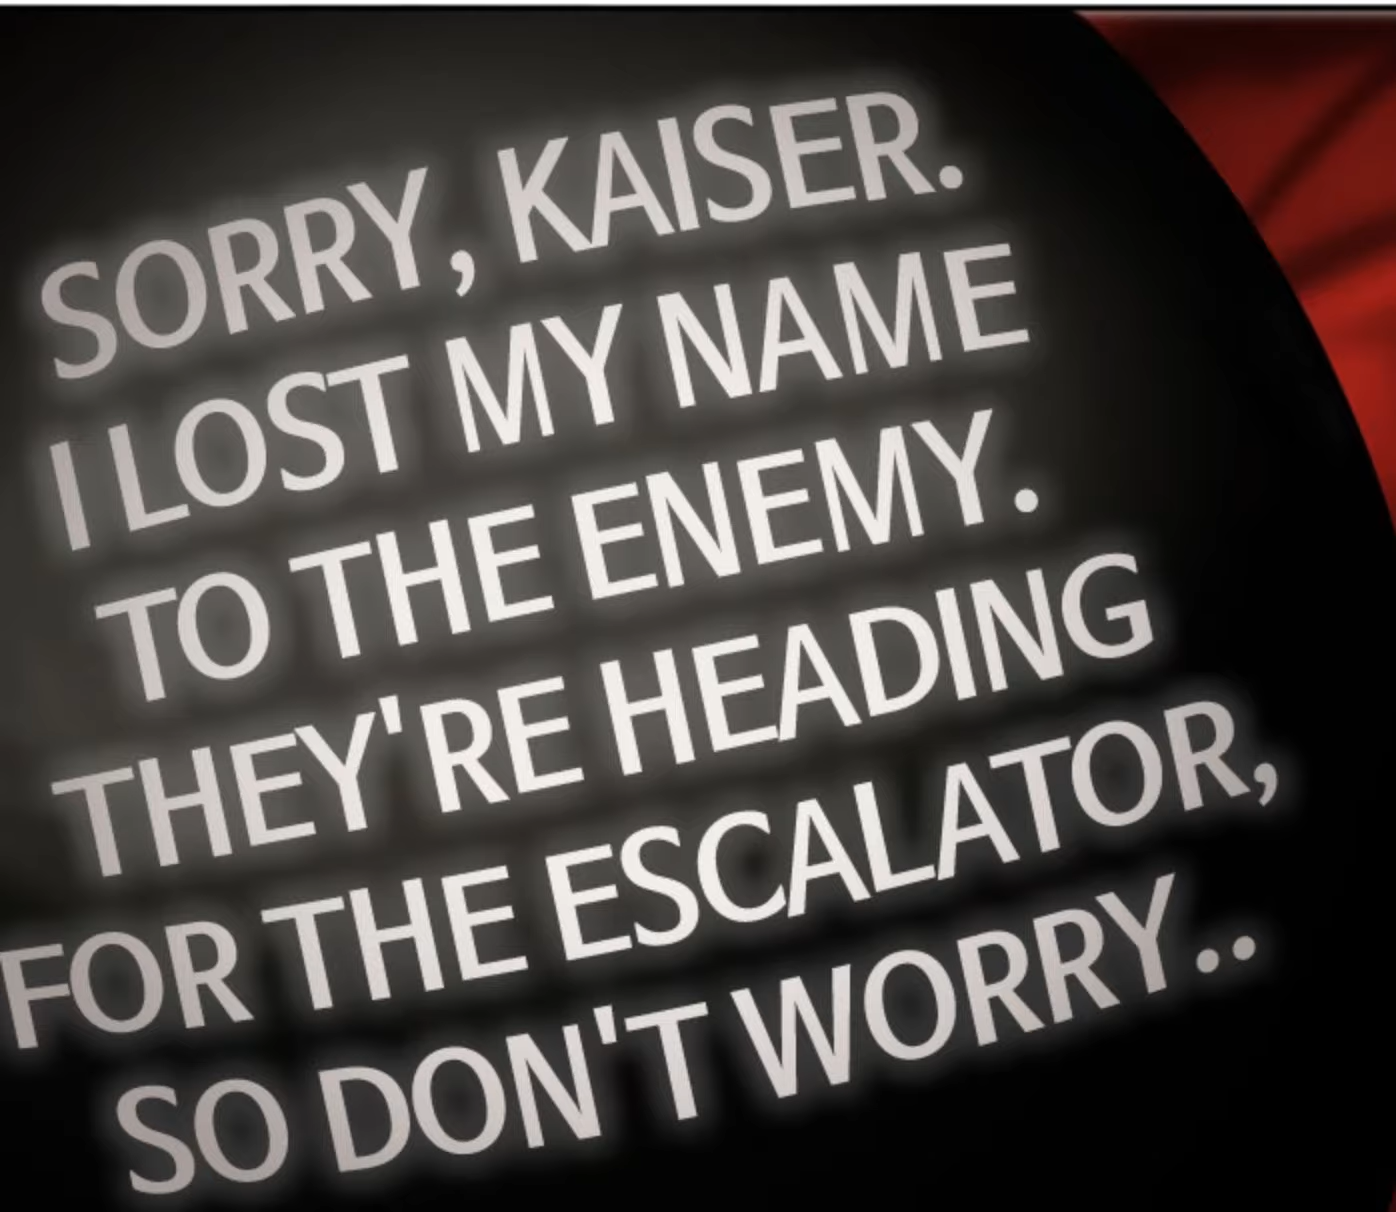 SORRY, KAISER.
I LOST MY NAME
TO THE ENEMY.
THEY'RE HEADING
FOR THE ESCALATOR,
SO DON'T WORRY..